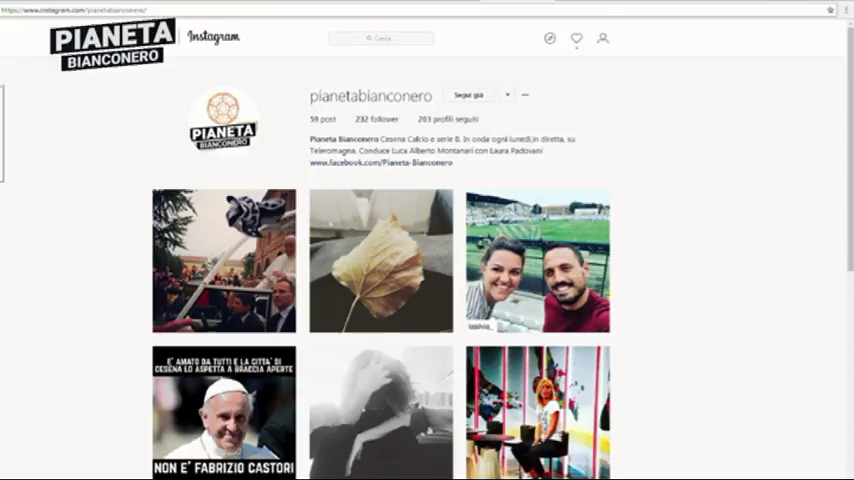 https://www.instagram.com/pianetabianconero/
PIANETA
BIANCONERO
Instagram
Cerca
pianetabianconero
Segui già
59 post
232 follower
203 profili seguiti
PIANETA
BIANCONERO
Pianeta Bianconero Cesena Calcio e serie B. In onda ogni lunedì,in diretta, su
Teleromagna. Conduce Luca Alberto Montanari con Laura Padovani
www.facebook.com/Pianeta-Bianconero
E' AMATO DA TUTTI E LA CITTA' DI
CESENA LO ASPETTA A BRACCIA APERTE
NON E' FABRIZIO CASTORI